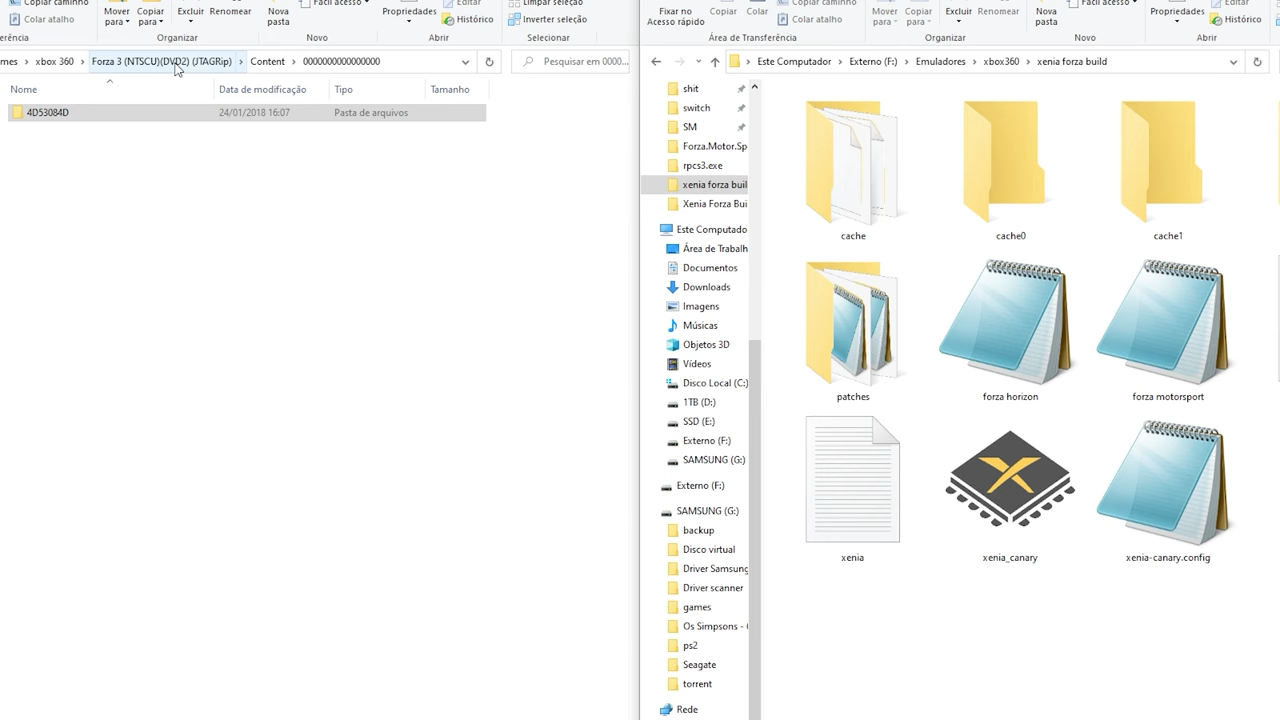 Copiar caminho
Mover para
Copiar para
Excluir
Renomear
Nova pasta
Fácil acesso
Propriedades
Editar
Histórico
Limpar seleção
Inverter seleção
Colar atalho
erência
Organizar
Novo
Abrir
Selecionar
mes › xbox 360 › Forza 3 (NTSCU)(DVD2) (JTAGRip) › Content › 0000000000000000
Pesquisar em 0000...
Nome
Data de modificação
Tipo
Tamanho
4D53084D
24/01/2018 16:07
Pasta de arquivos
Fixar no Acesso rápido
Copiar
Colar
Copiar caminho
Colar atalho
Mover para
Copiar para
Excluir
Renomear
Nova pasta
Fácil acesso
Propriedades
Editar
Histórico
Área de Transferência
Organizar
Novo
Abrir
› Este Computador › Externo (F:) › Emuladores › xbox360 › xenia forza build
shit
switch
SM
Forza.Motor.Sp
rpcs3.exe
xenia forza buil
Xenia Forza Bui
Este Computado
Área de Trabalh
Documentos
Downloads
Imagens
Músicas
Objetos 3D
Vídeos
Disco Local (C:)
1TB (D:)
SSD (E:)
Externo (F:)
SAMSUNG (G:)
Externo (F:)
SAMSUNG (G:)
backup
Disco virtual
Driver Samsung
Driver scanner
games
Os Simpsons -
ps2
Seagate
torrent
Rede
cache
cache0
cache1
patches
forza horizon
forza motorsport
xenia
xenia_canary
xenia-canary.config